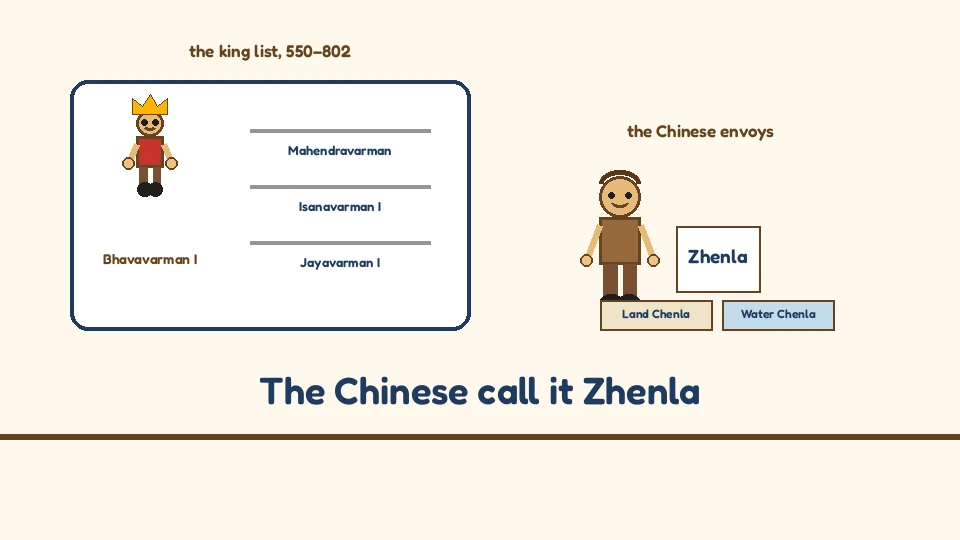 the king list, 550–802
Mahendravarman
Isanavarman I
Bhavavarman I
Jayavarman I
the Chinese envoys
Zhenla
Land Chenla
Water Chenla
The Chinese call it Zhenla